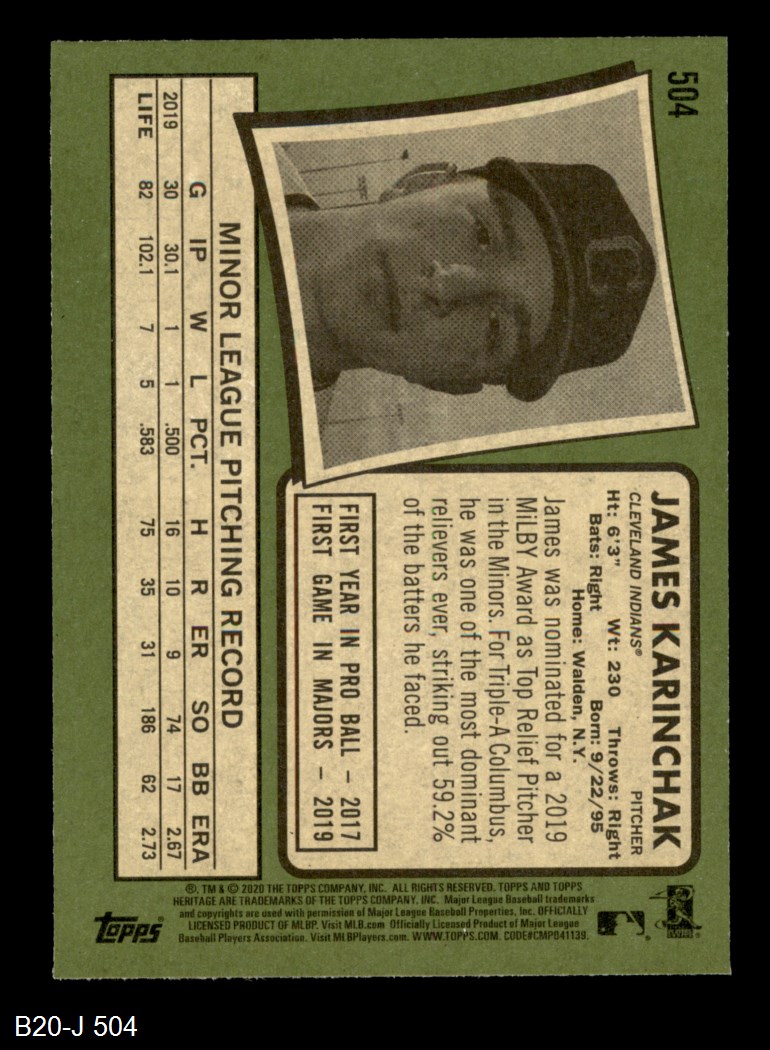 504
JAMES KARINCHAK
CLEVELAND INDIANS® PITCHER
Ht: 6'3" Wt: 230 Throws: Right
Bats: Right Born: 9/22/95
Home: Walden, N.Y.
James was nominated for a 2019
MiLBY Award as Top Relief Pitcher
in the Minors. For Triple-A Columbus,
he was one of the most dominant
relievers ever, striking out 59.2%
of the batters he faced.
FIRST YEAR IN PRO BALL – 2017
FIRST GAME IN MAJORS – 2019
MINOR LEAGUE PITCHING RECORD
G IP W L PCT. H R ER SO BB ERA
2019 30 30.1 1 1 .500 16 10 9 74 17 2.67
LIFE 82 102.1 7 5 .583 75 35 31 186 62 2.73
®, TM & © 2020 THE TOPPS COMPANY, INC. ALL RIGHTS RESERVED. TOPPS AND TOPPS
HERITAGE ARE TRADEMARKS OF THE TOPPS COMPANY, INC. Major League Baseball trademarks
and copyrights are used with permission of Major League Baseball Properties, Inc. OFFICIALLY
LICENSED PRODUCT OF MLBP. Visit MLB.com Officially Licensed Product of Major League
Baseball Players Association. Visit MLBPlayers.com. WWW.TOPPS.COM. CODE#CMP041139.
Topps®
B20-J 504